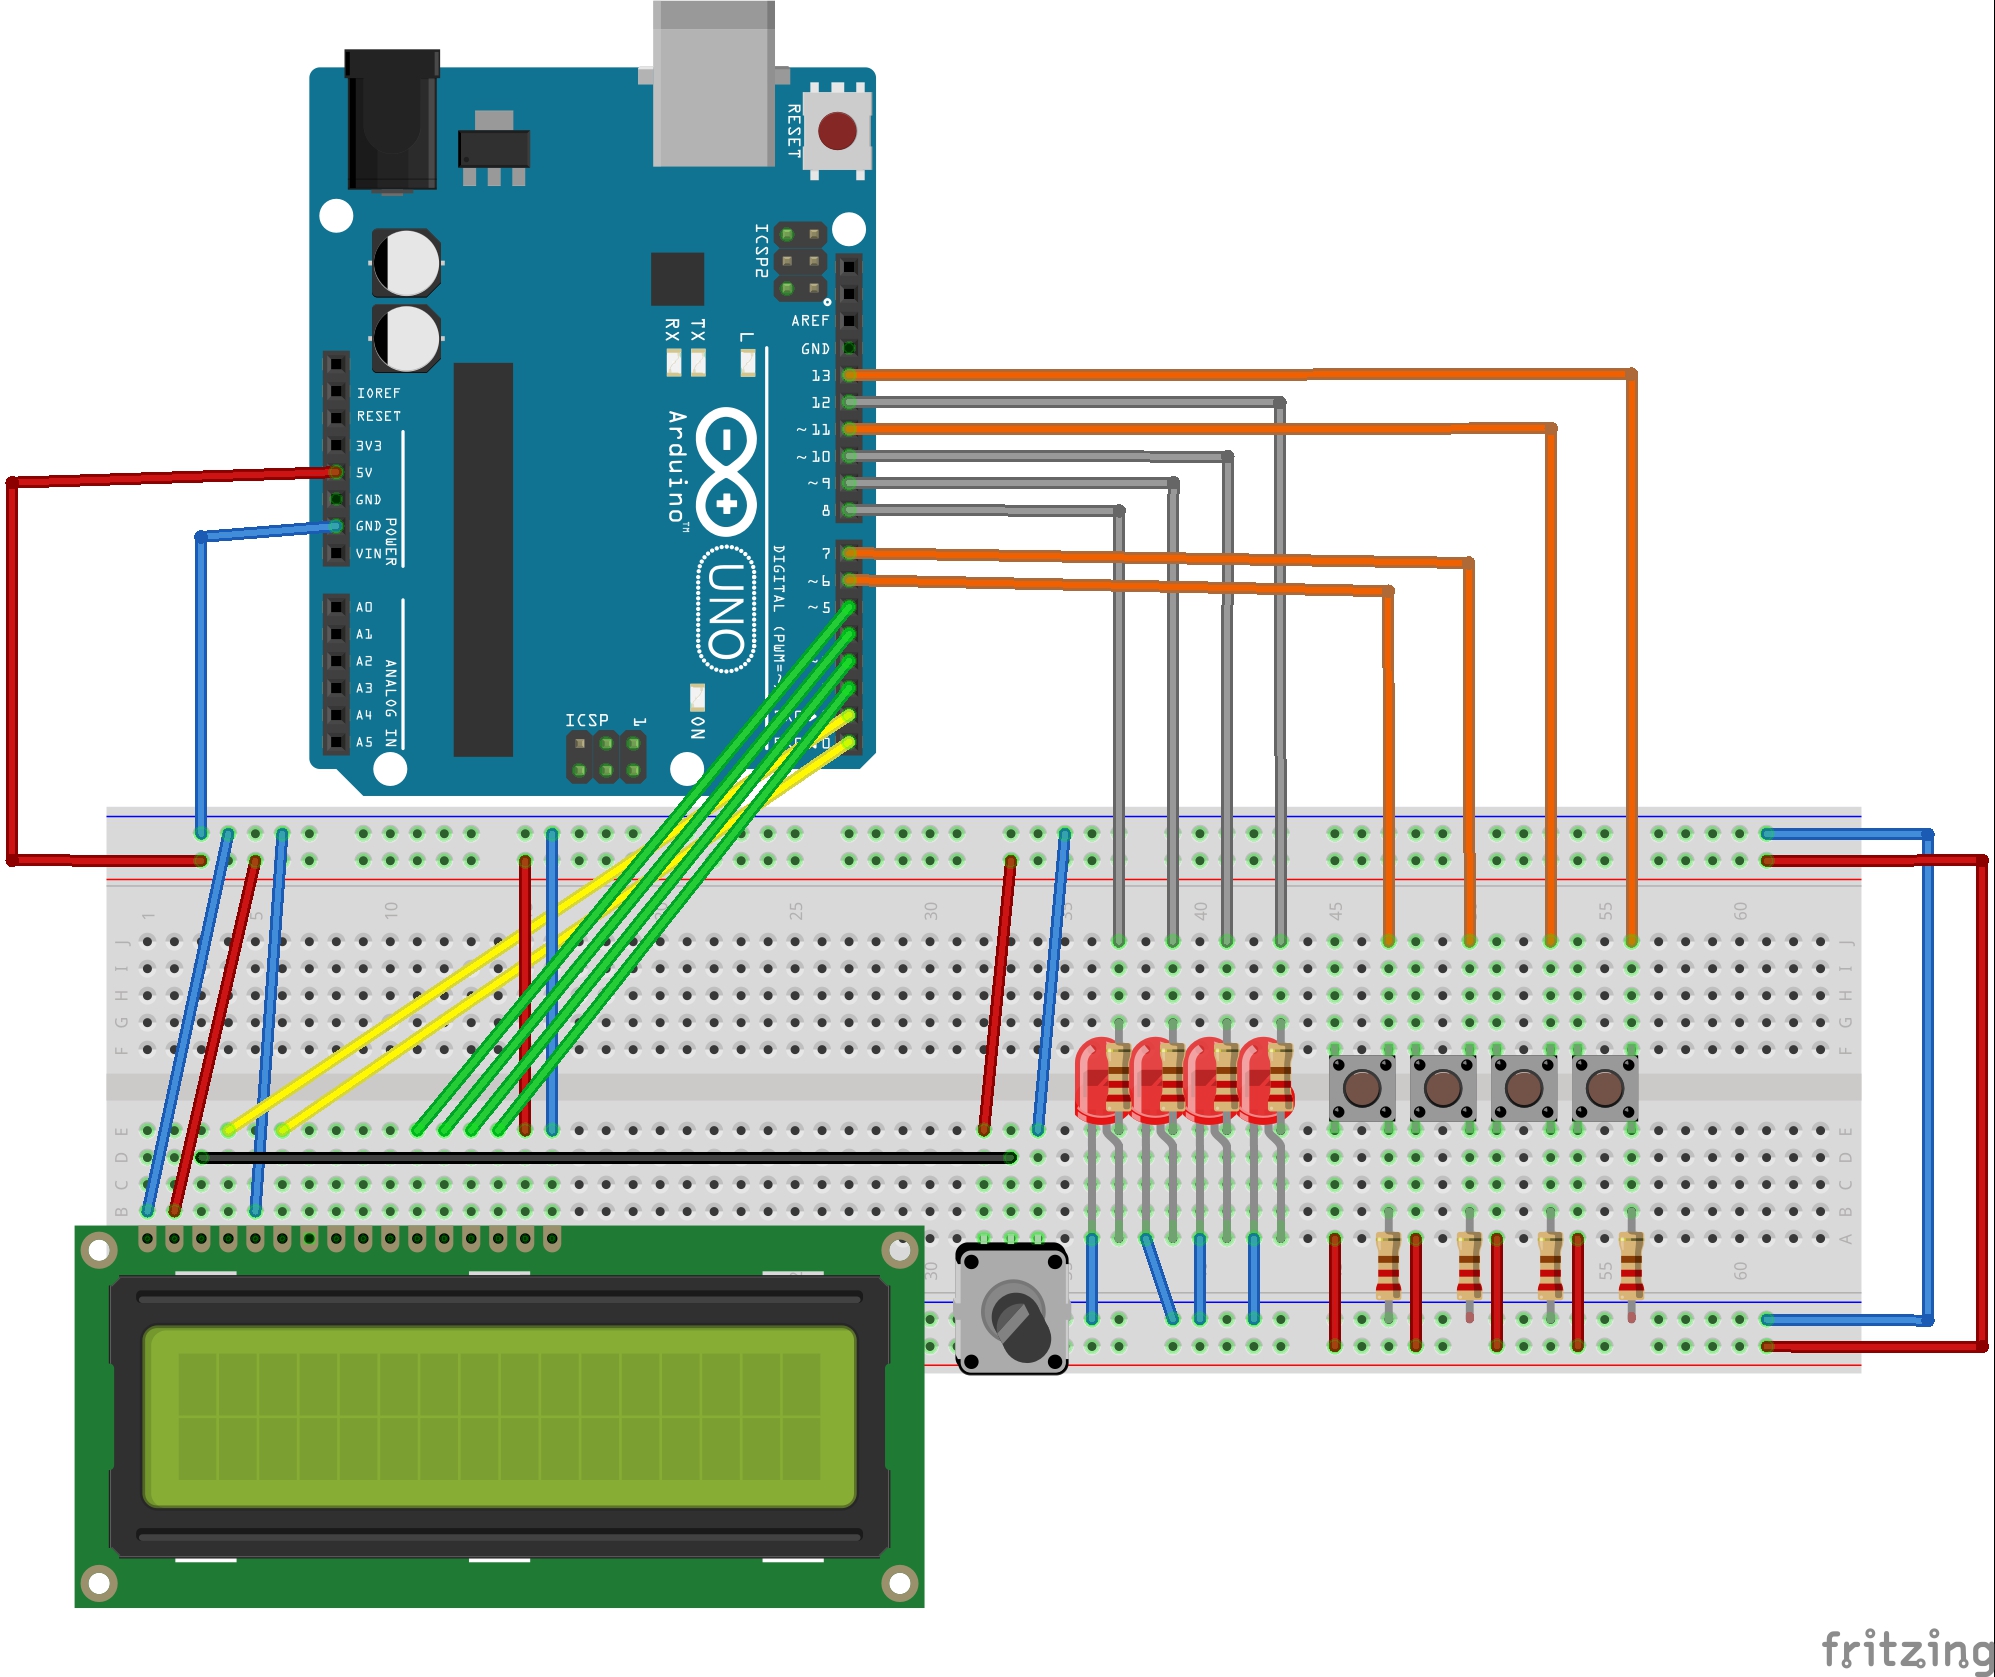 RESET
ICSP2
IOREF
RESET
3V3
5V
GND
GND
VIN
POWER
A0
A1
A2
A3
A4
A5
ANALOG IN
RX
TX
L
AREF
GND
13
12
~11
~10
~9
8
7
~6
~5
DIGITAL (PWM=~)
Arduino™
UNO
ON
ICSP
1
1
5
10
25
30
35
40
45
55
60
J
I
H
G
F
E
D
C
B
J
I
H
G
F
E
D
C
B
A
30
55
60
fritzing